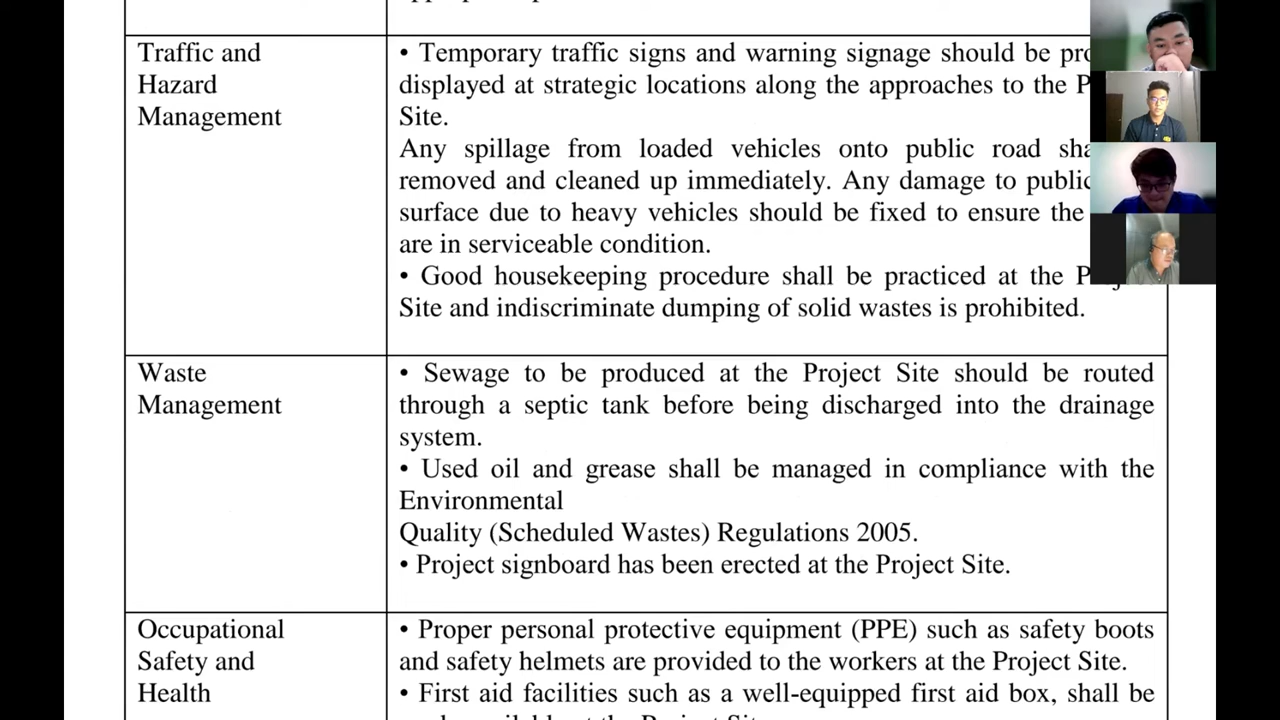 Traffic and
Hazard
Management
• Temporary traffic signs and warning signage should be
displayed at strategic locations along the approaches to the
Site.
Any spillage from loaded vehicles onto public road
removed and cleaned up immediately. Any damage to public
surface due to heavy vehicles should be fixed to ensure the
are in serviceable condition.
• Good housekeeping procedure shall be practiced at the
Site and indiscriminate dumping of solid wastes is prohibited.
Waste
Management
• Sewage to be produced at the Project Site should be routed
through a septic tank before being discharged into the drainage
system.
• Used oil and grease shall be managed in compliance with the
Environmental
Quality (Scheduled Wastes) Regulations 2005.
• Project signboard has been erected at the Project Site.
Occupational
Safety and
Health
• Proper personal protective equipment (PPE) such as safety boots
and safety helmets are provided to the workers at the Project Site.
• First aid facilities such as a well-equipped first aid box, shall be